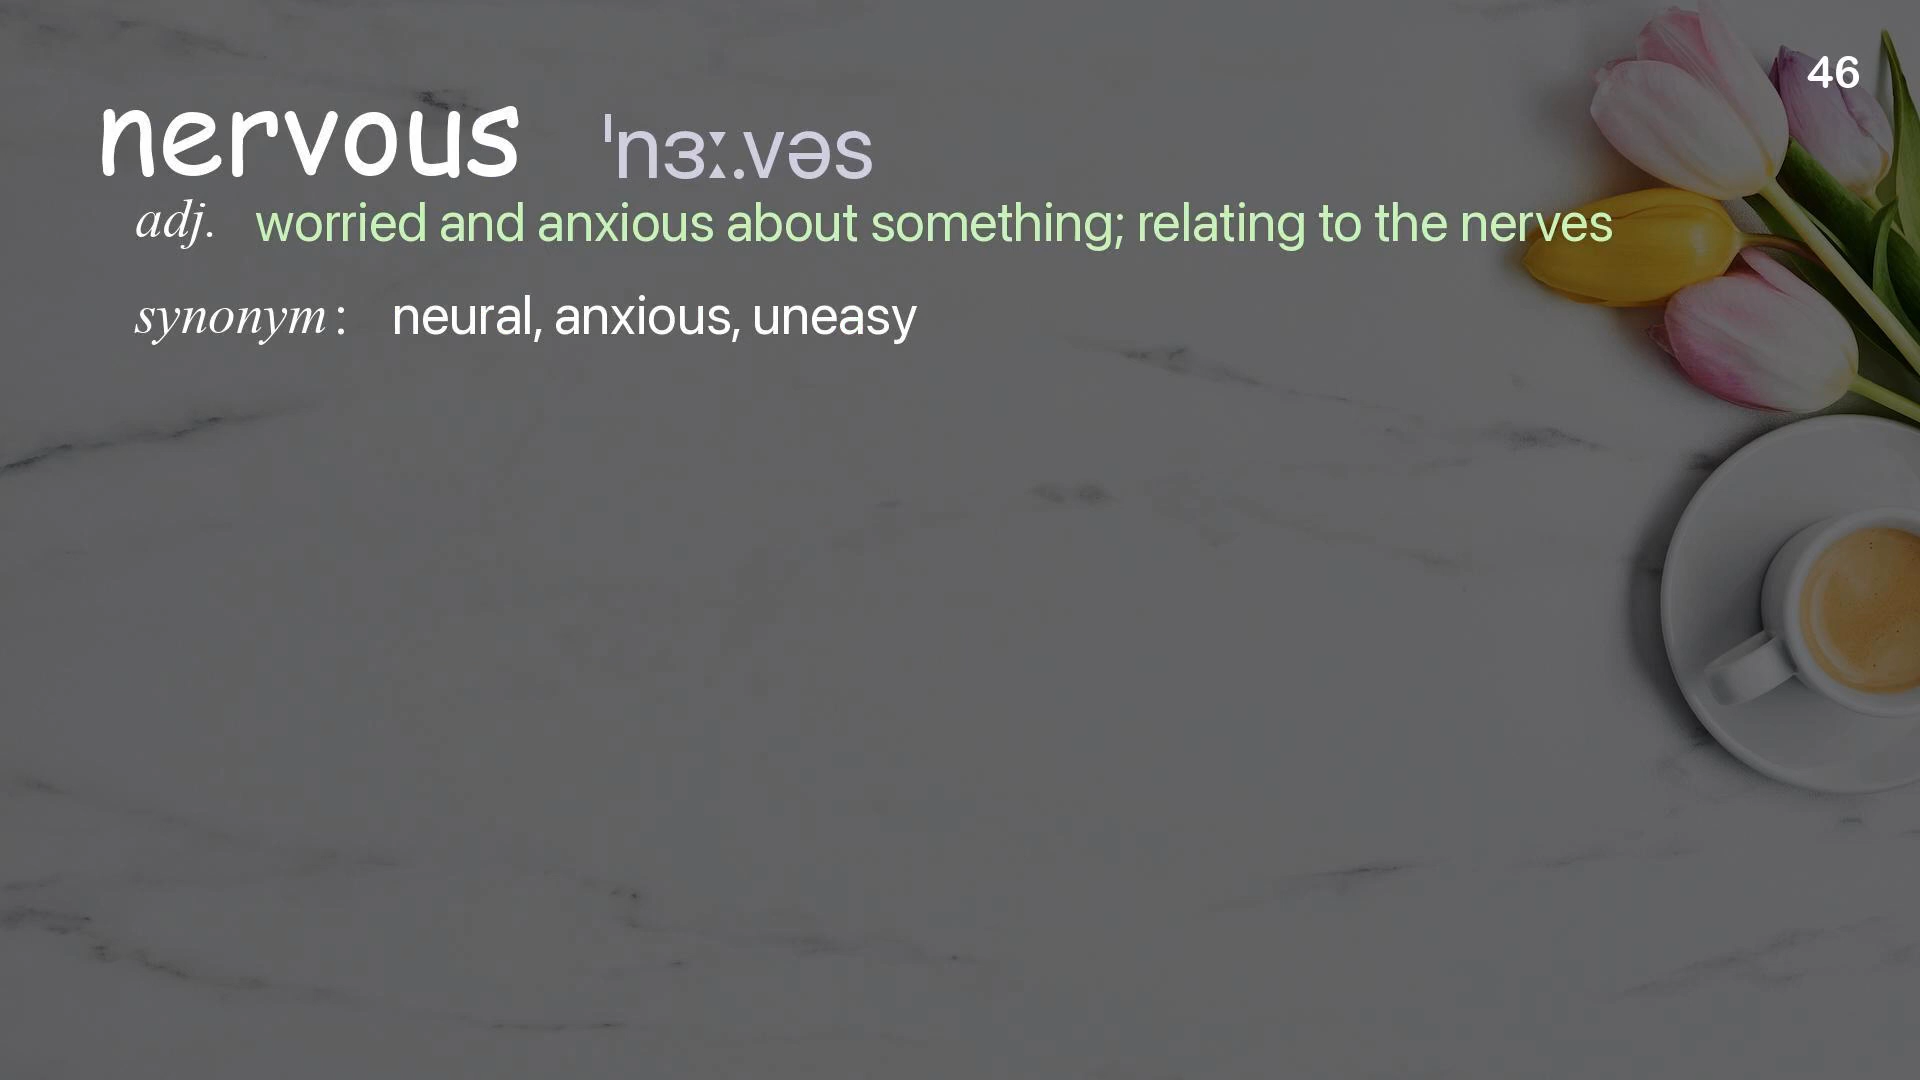 46
nervous ˈnɜː.vəs
adj. worried and anxious about something; relating to the nerves
synonym: neural, anxious, uneasy